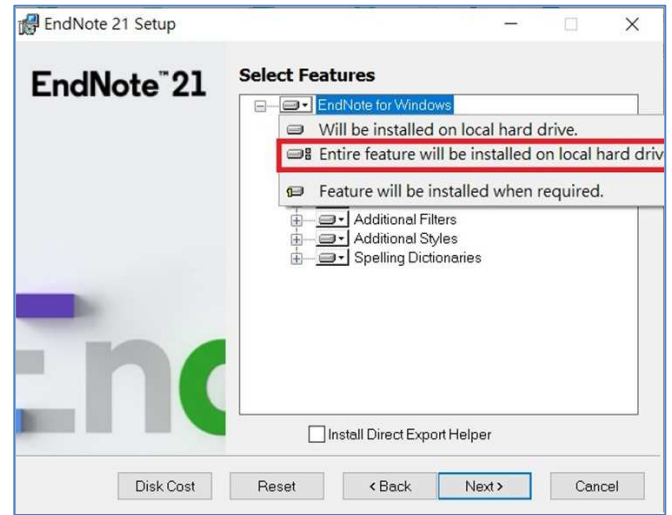 EndNote 21 Setup
EndNote™21
Select Features
EndNote for Windows
Will be installed on local hard drive.
Entire feature will be installed on local hard driv
Feature will be installed when required.
Additional Filters
Additional Styles
Spelling Dictionaries
Install Direct Export Helper
Disk Cost Reset < Back Next > Cancel